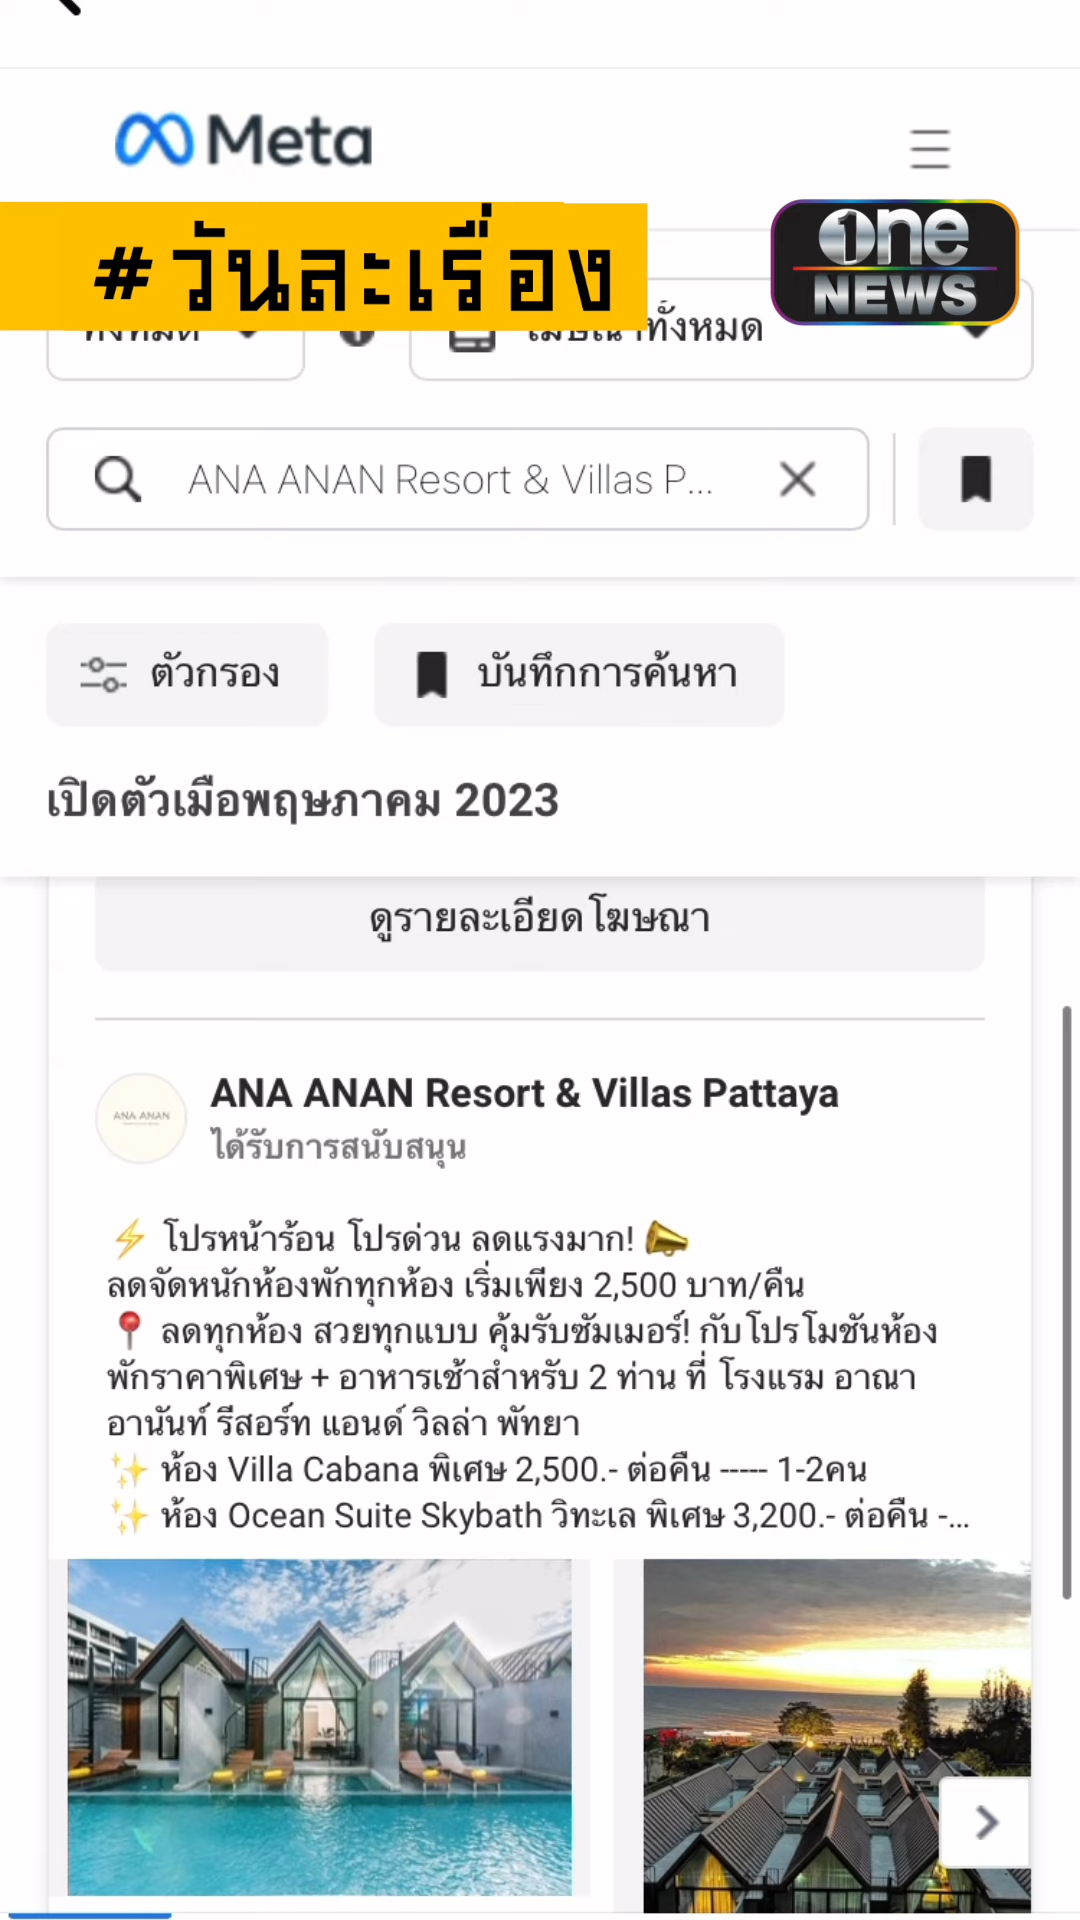 Meta
#วันละเรื่อง
one
NEWS
ทั้งหมด
โฆษณาทั้งหมด
ANA ANAN Resort & Villas P...
ตัวกรอง
บันทึกการค้นหา
เปิดตัวเมื่อพฤษภาคม 2023
ดูรายละเอียดโฆษณา
ANA ANAN
ANA ANAN Resort & Villas Pattaya
ได้รับการสนับสนุน
⚡ โปรหน้าร้อน โปรด่วน ลดแรงมาก! 📣
ลดจัดหนักห้องพักทุกห้อง เริ่มเพียง 2,500 บาท/คืน
📍 ลดทุกห้อง สวยทุกแบบ คุ้มรับซัมเมอร์! กับโปรโมชันห้อง
พักราคาพิเศษ + อาหารเช้าสำหรับ 2 ท่าน ที่ โรงแรม อาณา
อานันท์ รีสอร์ท แอนด์ วิลล่า พัทยา
✨ ห้อง Villa Cabana พิเศษ 2,500.- ต่อคืน ----- 1-2คน
✨ ห้อง Ocean Suite Skybath วิทะเล พิเศษ 3,200.- ต่อคืน -...